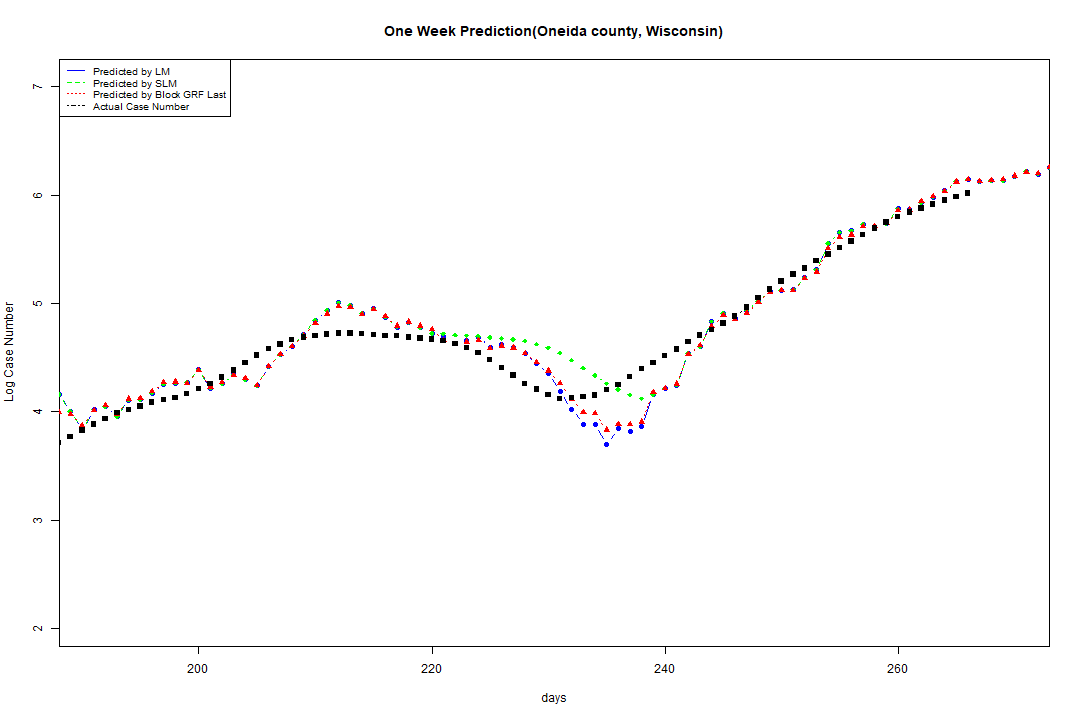 One Week Prediction(Oneida county, Wisconsin)
Predicted by LM
Predicted by SLM
Predicted by Block GRF Last
Actual Case Number
7
6
5
4
3
2
Log Case Number
200
220
240
260
days